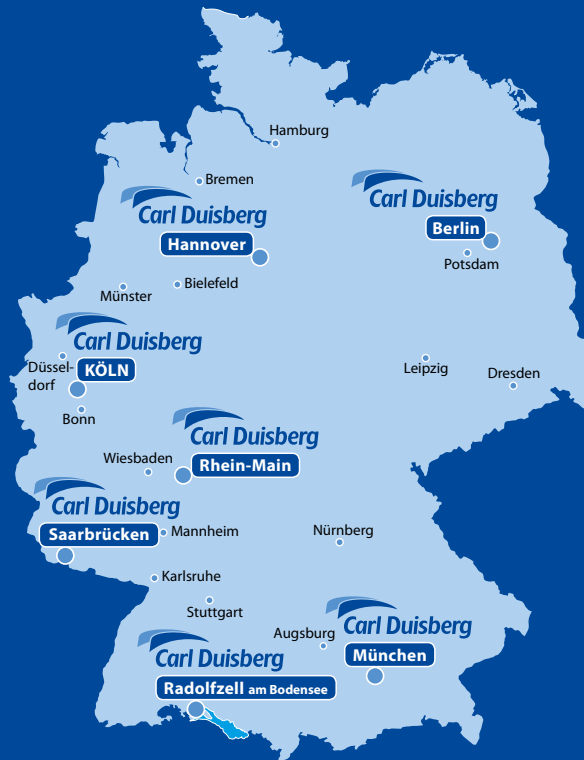 Hamburg
Bremen
Carl Duisberg
Hannover
Carl Duisberg
Berlin
Potsdam
Bielefeld
Münster
Carl Duisberg
KÖLN
Düssel-
dorf
Bonn
Leipzig
Dresden
Carl Duisberg
Rhein-Main
Wiesbaden
Carl Duisberg
Saarbrücken
Mannheim
Nürnberg
Karlsruhe
Stuttgart
Carl Duisberg
München
Augsburg
Carl Duisberg
Radolfzell am Bodensee